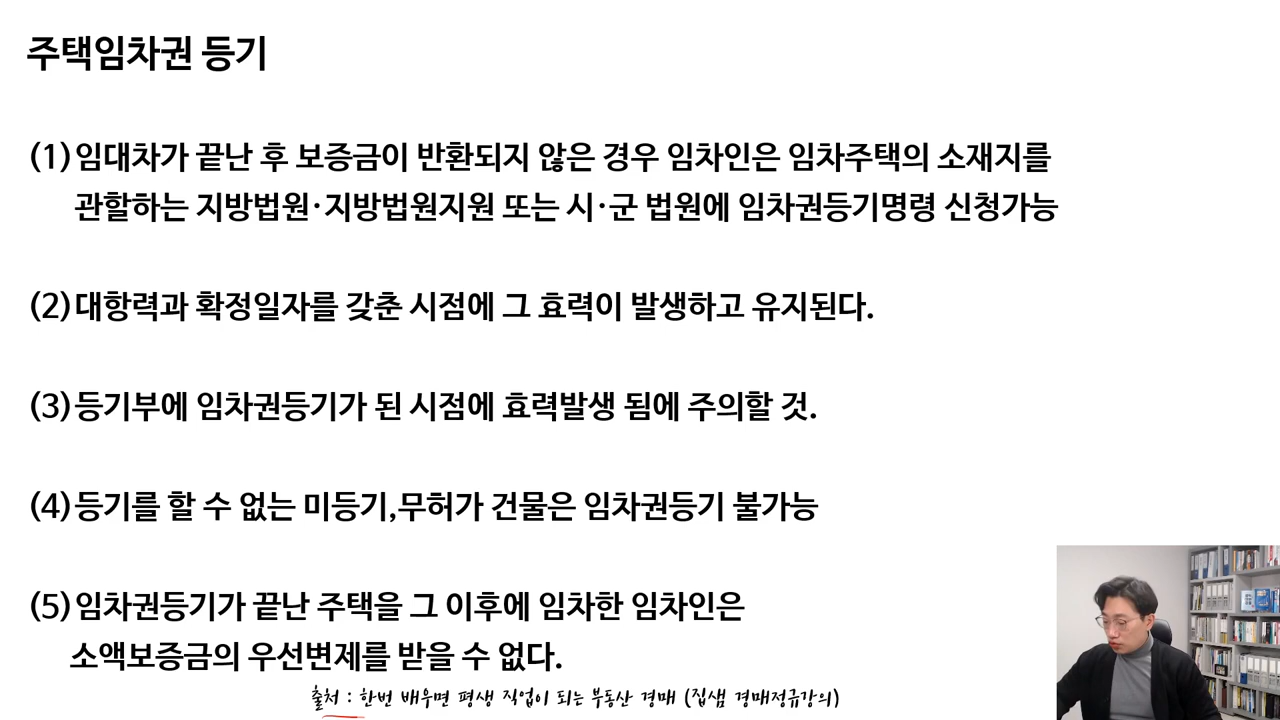 주택임차권 등기
(1) 임대차가 끝난 후 보증금이 반환되지 않은 경우 임차인은 임차주택의 소재지를
관할하는 지방법원·지방법원지원 또는 시·군 법원에 임차권등기명령 신청가능
(2) 대항력과 확정일자를 갖춘 시점에 그 효력이 발생하고 유지된다.
(3) 등기부에 임차권등기가 된 시점에 효력발생 됨에 주의할 것.
(4) 등기를 할 수 없는 미등기,무허가 건물은 임차권등기 불가능
(5) 임차권등기가 끝난 주택을 그 이후에 임차한 임차인은
소액보증금의 우선변제를 받을 수 없다.
출처 : 한번 배우면 평생 직업이 되는 부동산 경매 (집샘 경매정규강의)